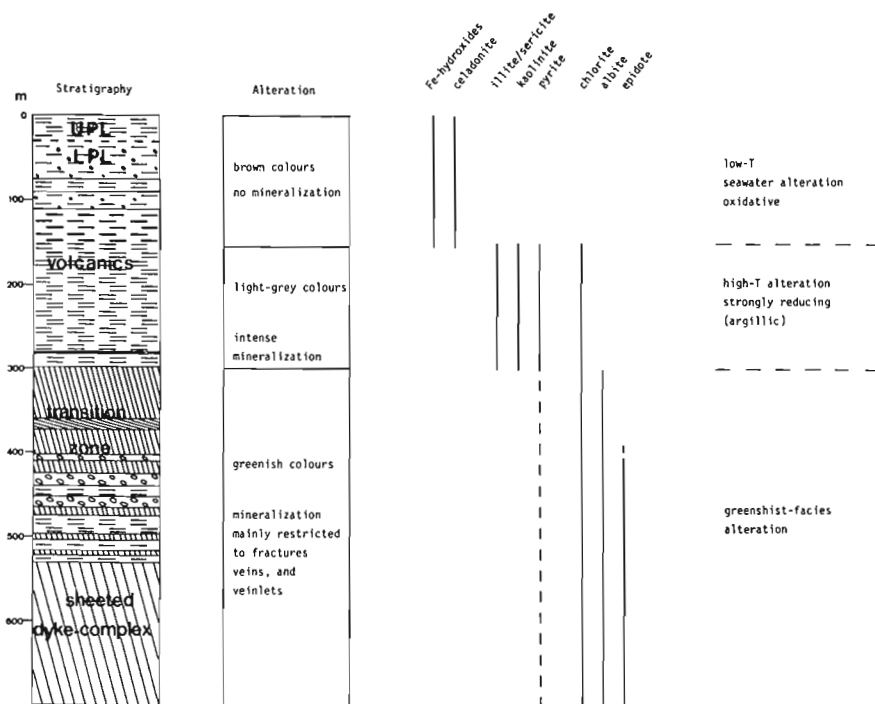 Fe-hydroxides
celadonite
illite/sericite
kaolinite
pyrite
chlorite
albite
epidote
m
Stratigraphy
Alteration
0
UPL
LPL
100
volcanics
200
300
transition
400
zone
500
sheeted
600
dyke-complex
brown colours
no mineralization
light-grey colours
intense
mineralization
greenish colours
mineralization
mainly restricted
to fractures
veins, and
veinlets
low-T
seawater alteration
oxidative
high-T alteration
strongly reducing
(argillic)
greenshist-facies
alteration